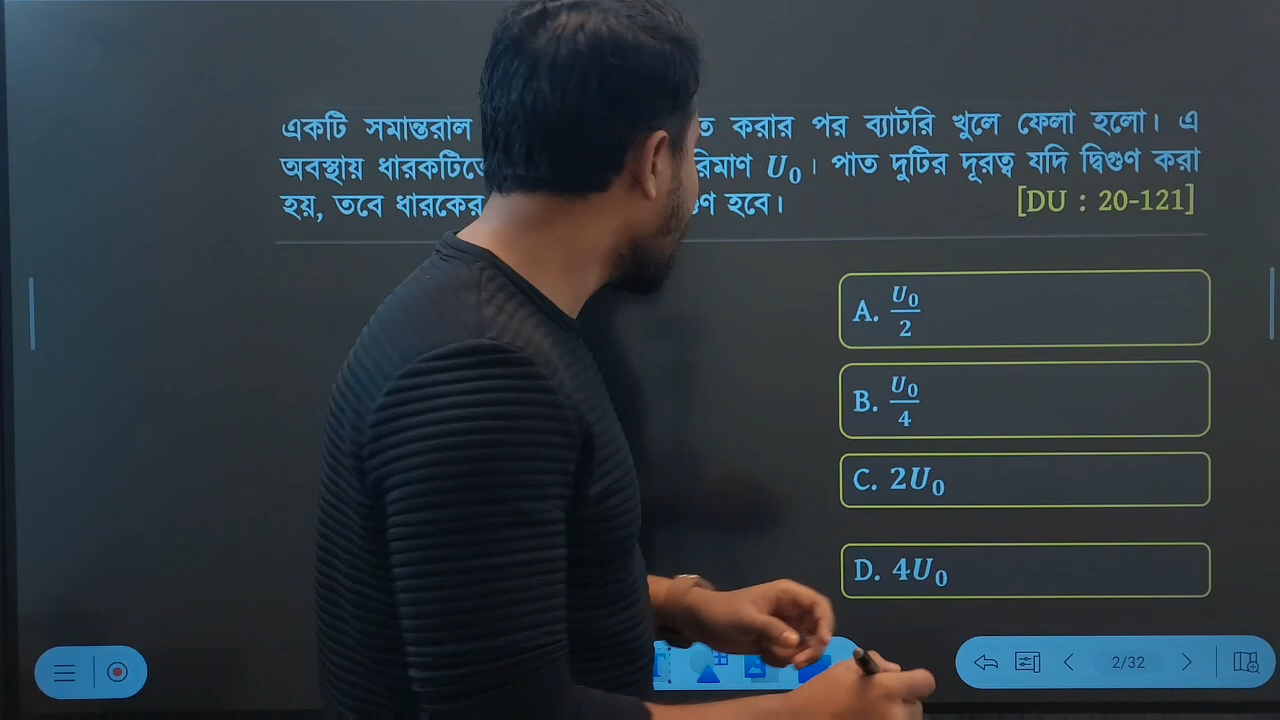 একটি সমান্তরাল করার পর ব্যাটরি খুলে ফেলা হলো। এ
অবস্থায় U₀। পাত দুটির দূরত্ব যদি দ্বিগুণ করা
হয়, তবে ধারকের হবে। [DU : 20-121]
A. U₀/2
B. U₀/4
C. 2U₀
D. 4U₀
2/32